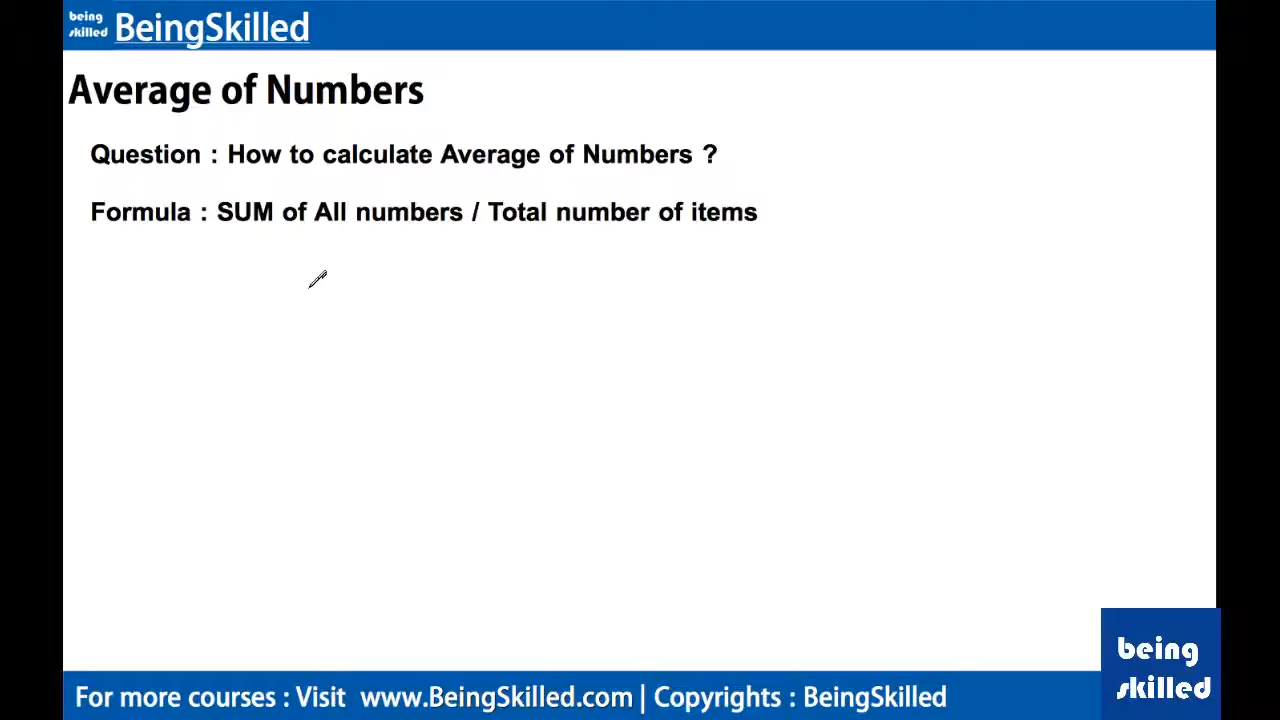 being
skilled
BeingSkilled
Average of Numbers
Question : How to calculate Average of Numbers ?
Formula : SUM of All numbers / Total number of items
being
skilled
For more courses : Visit www.BeingSkilled.com | Copyrights : BeingSkilled